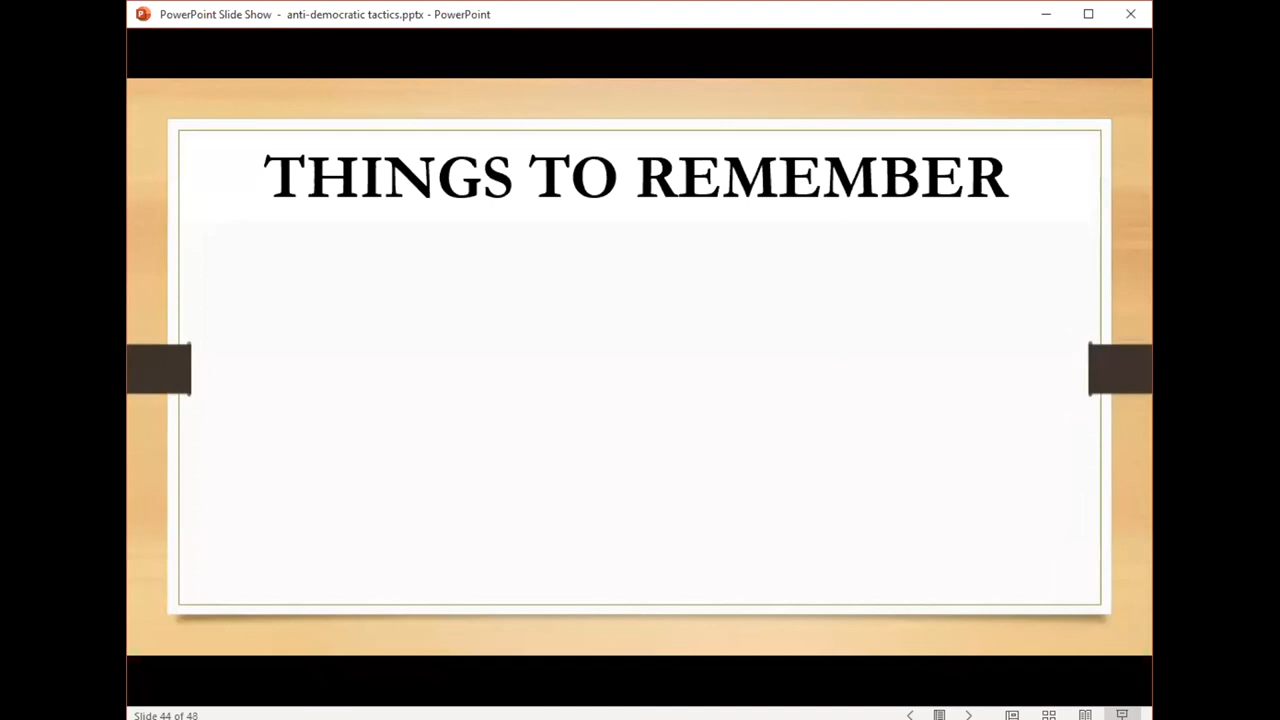 PowerPoint Slide Show - anti-democratic tactics.pptx - PowerPoint
THINGS TO REMEMBER
Slide 44 of 48